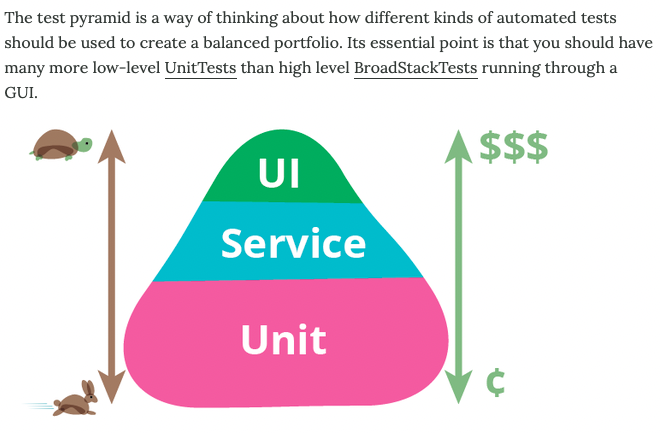 The test pyramid is a way of thinking about how different kinds of automated tests
should be used to create a balanced portfolio. Its essential point is that you should have
many more low-level UnitTests than high level BroadStackTests running through a
GUI.
$$$
UI
Service
Unit
¢